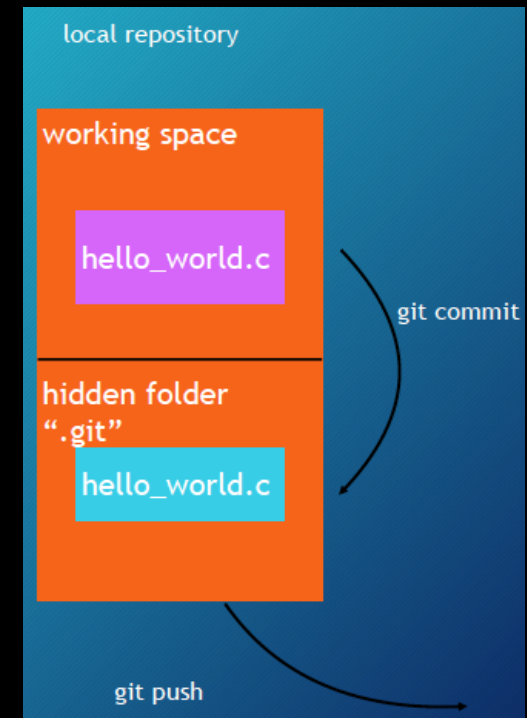 local repository
working space
hello_world.c
git commit
hidden folder
“.git”
hello_world.c
git push